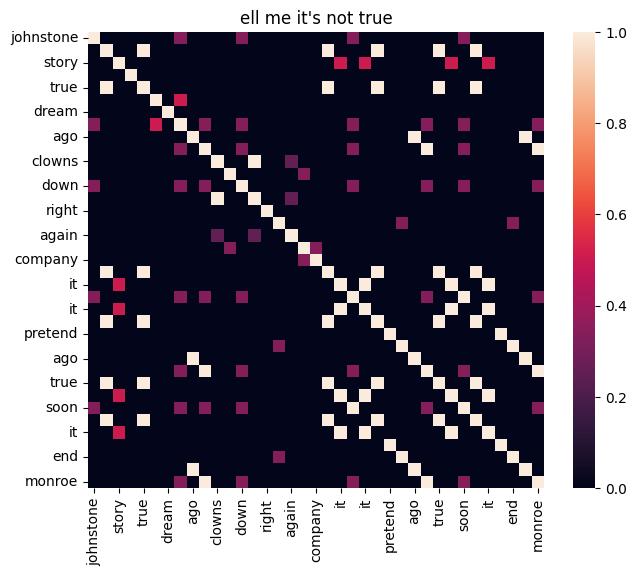 ell me it's not true
johnstone
story
true
dream
ago
clowns
down
right
again
company
it
it
pretend
ago
true
soon
it
end
monroe
1.0
0.8
0.6
0.4
0.2
0.0
johnstone
story
true
dream
ago
clowns
down
right
again
company
it
it
pretend
ago
true
soon
it
end
monroe